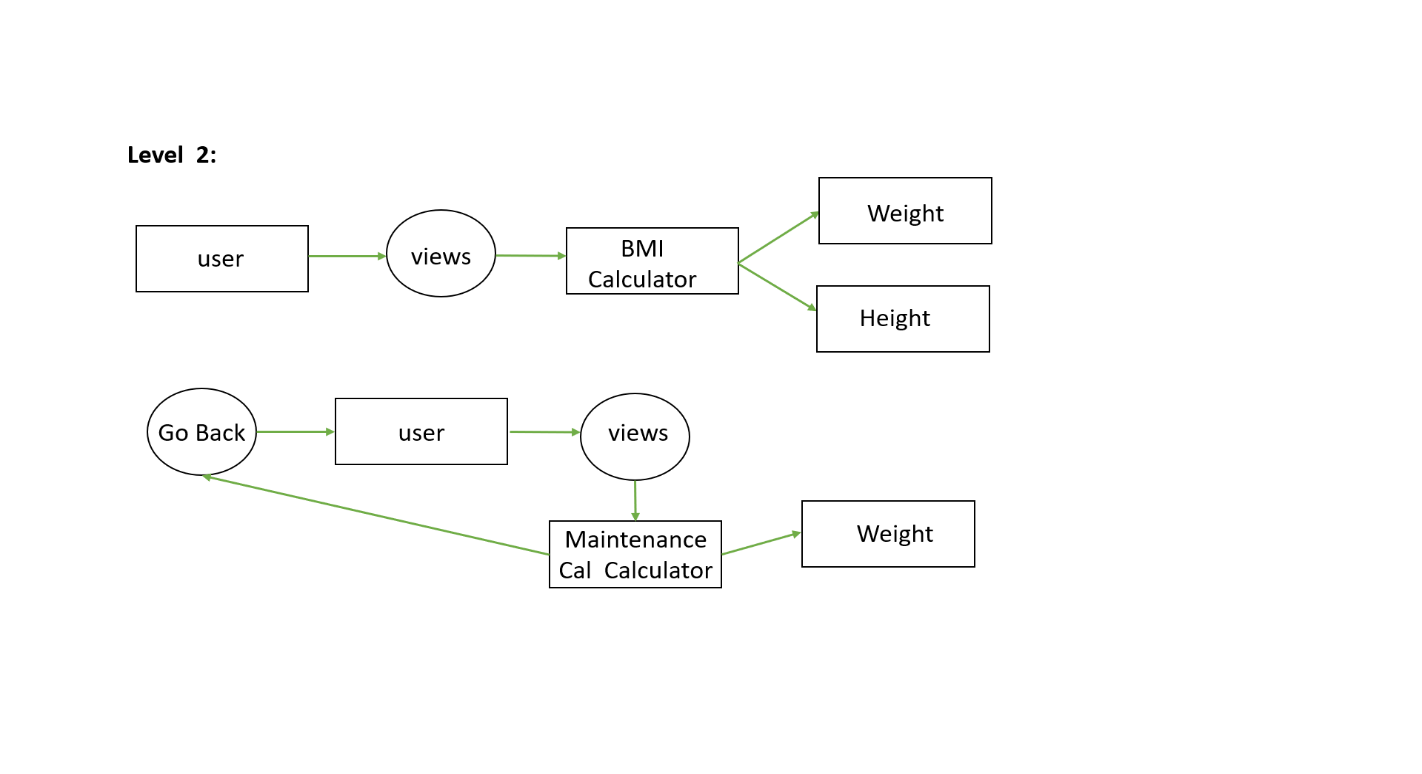 Level 2:
user
views
BMI
Calculator
Weight
Height
Go Back
user
views
Maintenance
Cal Calculator
Weight